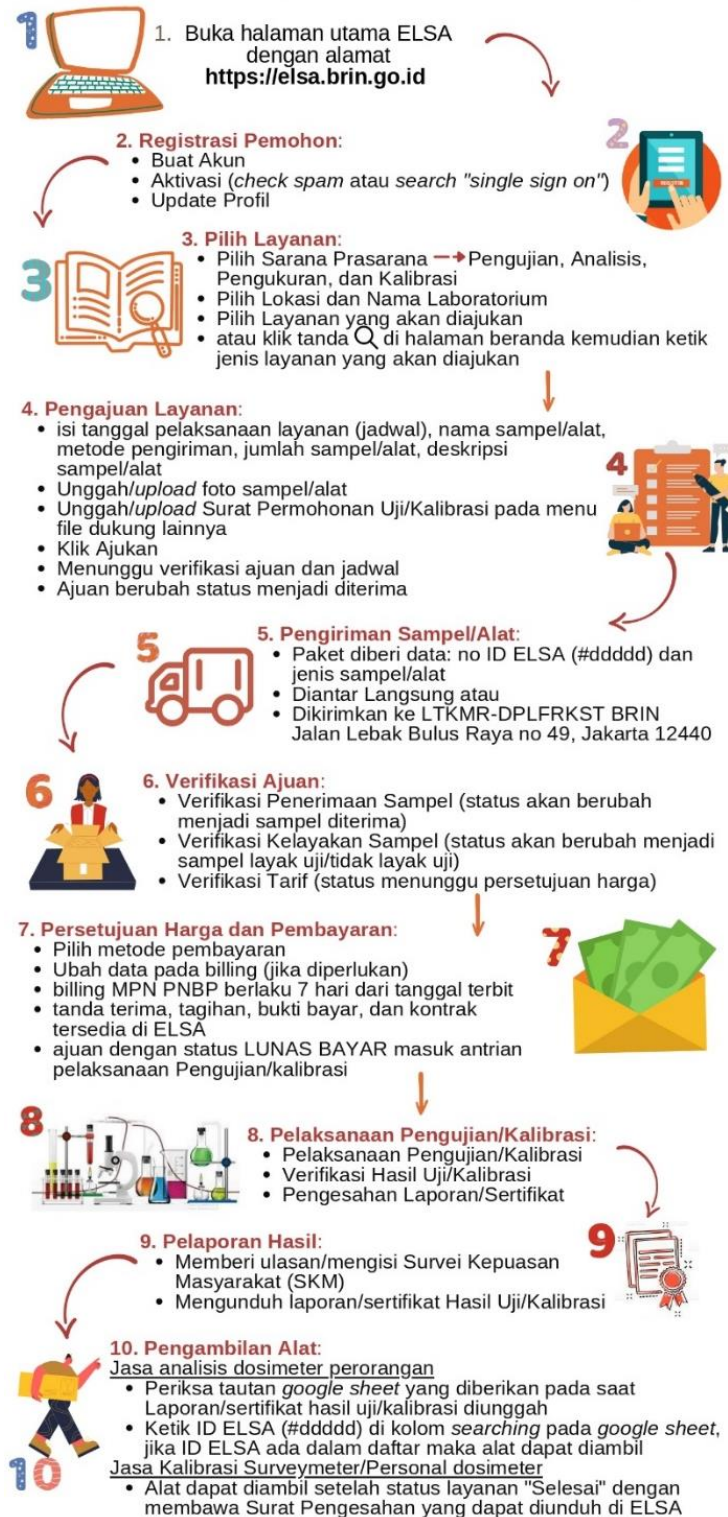 1
1. Buka halaman utama ELSA
dengan alamat
https://elsa.brin.go.id
2
2. Registrasi Pemohon:
• Buat Akun
• Aktivasi (check spam atau search "single sign on")
• Update Profil
3
3. Pilih Layanan:
• Pilih Sarana Prasarana → Pengujian, Analisis,
Pengukuran, dan Kalibrasi
• Pilih Lokasi dan Nama Laboratorium
• Pilih Layanan yang akan diajukan
• atau klik tanda di halaman beranda kemudian ketik
jenis layanan yang akan diajukan
4. Pengajuan Layanan:
• isi tanggal pelaksanaan layanan (jadwal), nama sampel/alat,
metode pengiriman, jumlah sampel/alat, deskripsi
sampel/alat
• Unggah/upload foto sampel/alat
• Unggah/upload Surat Permohonan Uji/Kalibrasi pada menu
file dukung lainnya
• Klik Ajukan
• Menunggu verifikasi ajuan dan jadwal
• Ajuan berubah status menjadi diterima
4
5
5. Pengiriman Sampel/Alat:
• Paket diberi data: no ID ELSA (#ddddd) dan
jenis sampel/alat
• Diantar Langsung atau
• Dikirimkan ke LTKMR-DPLFRKST BRIN
Jalan Lebak Bulus Raya no 49, Jakarta 12440
6
6. Verifikasi Ajuan:
• Verifikasi Penerimaan Sampel (status akan berubah
menjadi sampel diterima)
• Verifikasi Kelayakan Sampel (status akan berubah menjadi
sampel layak uji/tidak layak uji)
• Verifikasi Tarif (status menunggu persetujuan harga)
7. Persetujuan Harga dan Pembayaran:
• Pilih metode pembayaran
• Ubah data pada billing (jika diperlukan)
• billing MPN PNBP berlaku 7 hari dari tanggal terbit
• tanda terima, tagihan, bukti bayar, dan kontrak
tersedia di ELSA
• ajuan dengan status LUNAS BAYAR masuk antrian
pelaksanaan Pengujian/kalibrasi
7
8
8. Pelaksanaan Pengujian/Kalibrasi:
• Pelaksanaan Pengujian/Kalibrasi
• Verifikasi Hasil Uji/Kalibrasi
• Pengesahan Laporan/Sertifikat
9. Pelaporan Hasil:
• Memberi ulasan/mengisi Survei Kepuasan
Masyarakat (SKM)
• Mengunduh laporan/sertifikat Hasil Uji/Kalibrasi
9
10. Pengambilan Alat:
Jasa analisis dosimeter perorangan
• Periksa tautan google sheet yang diberikan pada saat
Laporan/sertifikat hasil uji/kalibrasi diunggah
• Ketik ID ELSA (#ddddd) di kolom searching pada google sheet,
jika ID ELSA ada dalam daftar maka alat dapat diambil
Jasa Kalibrasi Surveymeter/Personal dosimeter
• Alat dapat diambil setelah status layanan "Selesai" dengan
membawa Surat Pengesahan yang dapat diunduh di ELSA
10